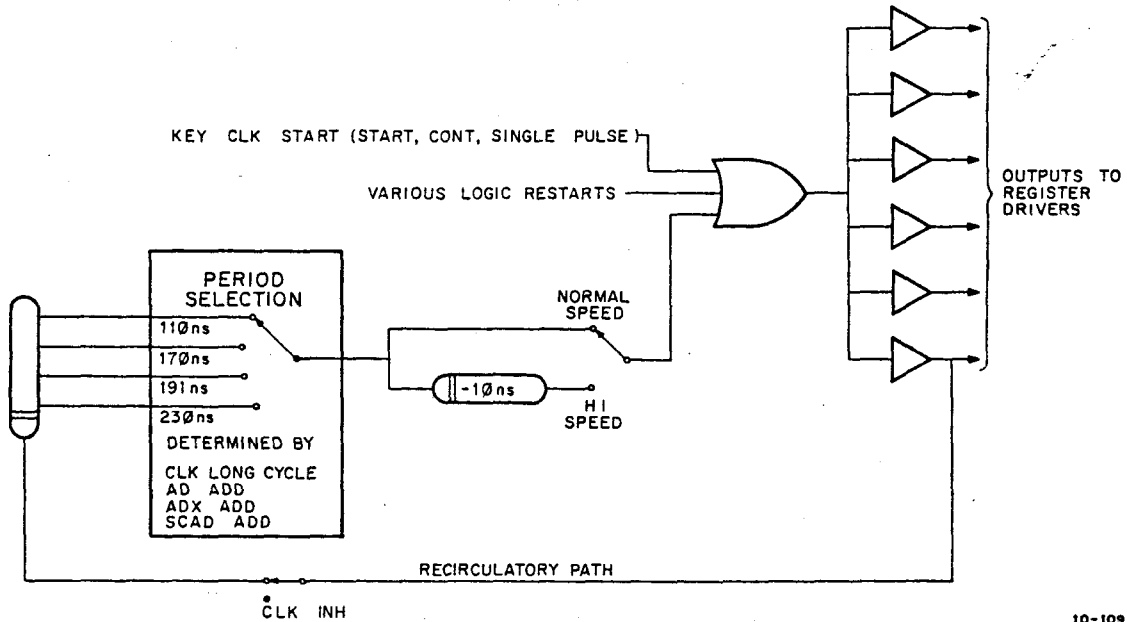 KEY CLK START (START, CONT, SINGLE PULSE)
VARIOUS LOGIC RESTARTS
OUTPUTS TO
REGISTER
DRIVERS
PERIOD
SELECTION
110ns
170ns
191ns
230ns
DETERMINED BY
CLK LONG CYCLE
AD ADD
ADX ADD
SCAD ADD
NORMAL
SPEED
-10ns
HI
SPEED
RECIRCULATORY PATH
CLK INH
10-109